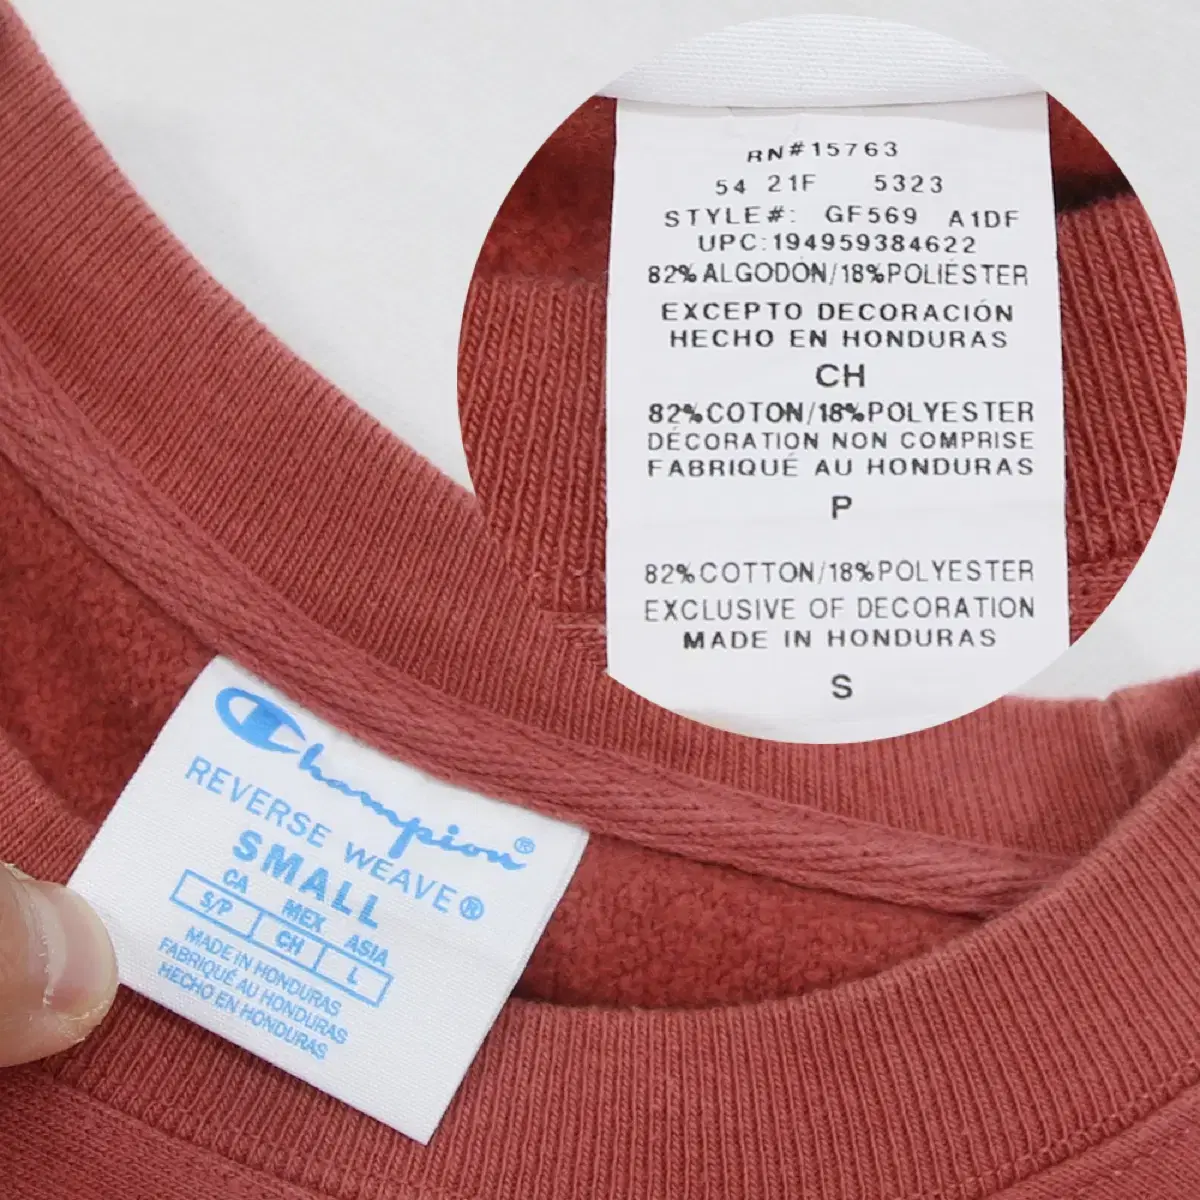 RN#15763
54 21F 5323
STYLE#: GF569 A1DF
UPC:194959384622
82%ALGODÓN/18%POLIÉSTER
EXCEPTO DECORACIÓN
HECHO EN HONDURAS
CH
82%COTON/18%POLYESTER
DÉCORATION NON COMPRISE
FABRIQUÉ AU HONDURAS
P
82%COTTON/18%POLYESTER
EXCLUSIVE OF DECORATION
MADE IN HONDURAS
S
Champion®
REVERSE WEAVE®
SMALL
CA MEX ASIA
S/P CH L
MADE IN HONDURAS
FABRIQUÉ AU HONDURAS
HECHO EN HONDURAS